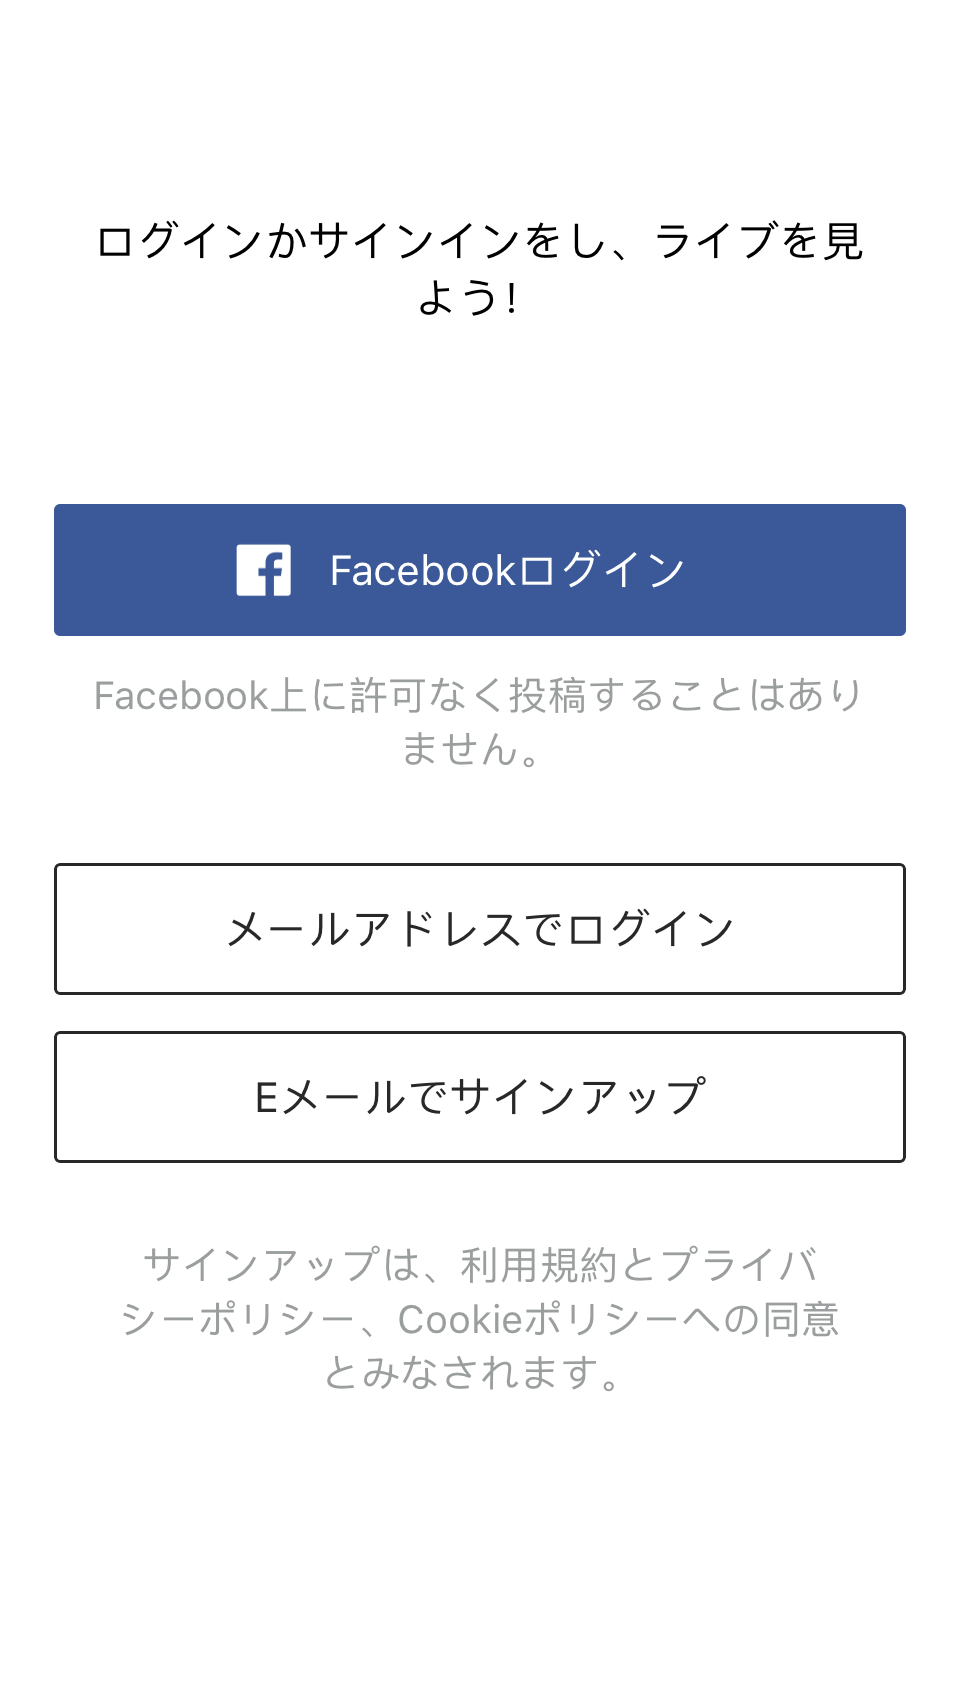 ログインかサインインをし、ライブを見
よう!
Facebookログイン
Facebook上に許可なく投稿することはあり
ません。
メールアドレスでログイン
Eメールでサインアップ
サインアップは、利用規約とプライバ
シーポリシー、Cookieポリシーへの同意
とみなされます。